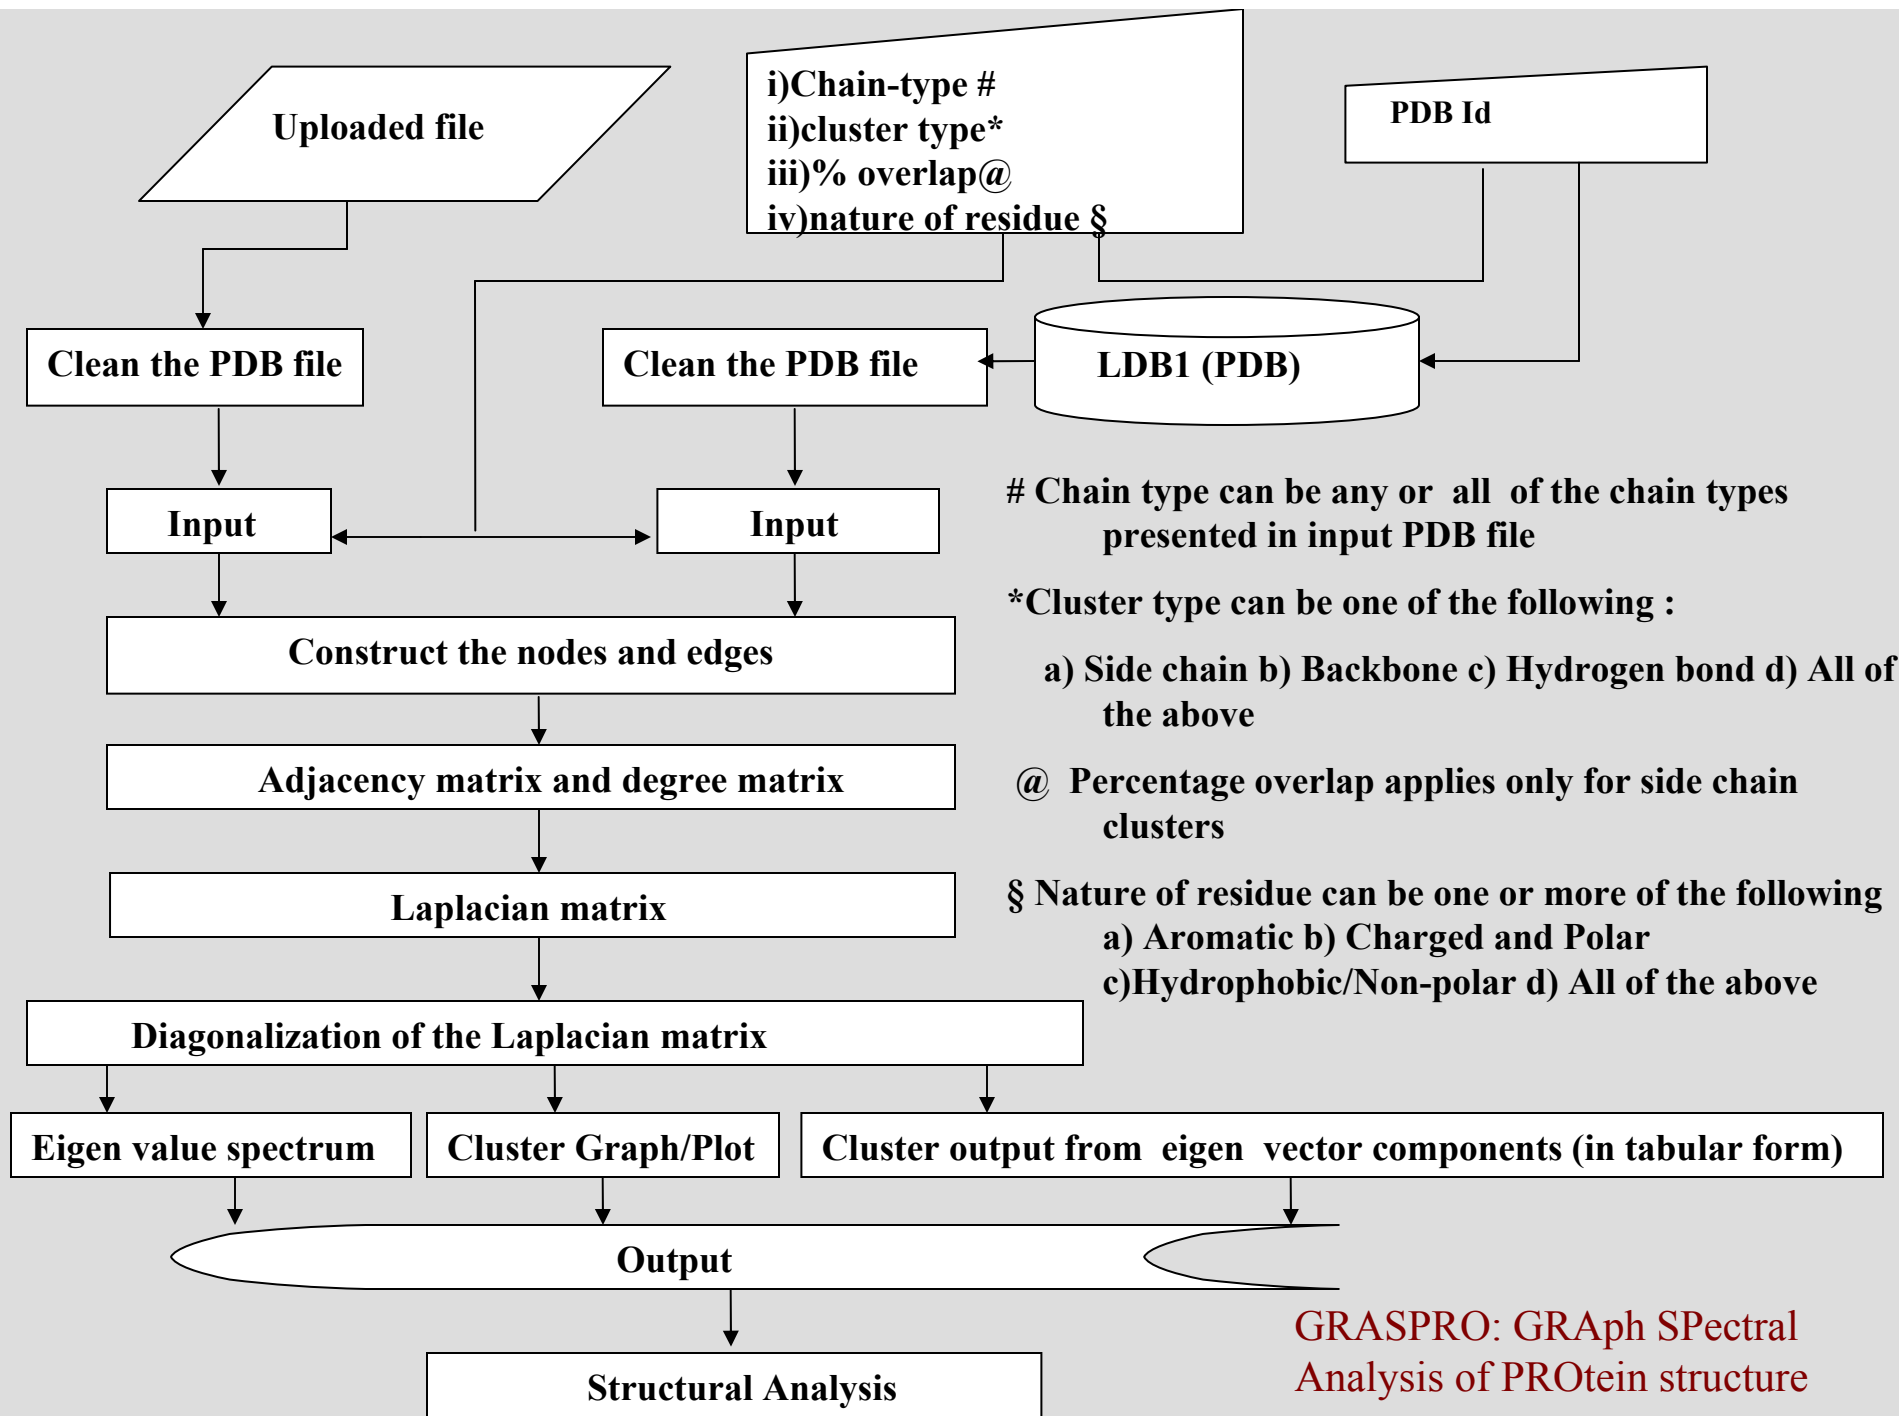 Uploaded file
i)Chain-type #
ii)cluster type*
iii)% overlap@
iv)nature of residue §
PDB Id
Clean the PDB file
Clean the PDB file
LDB1 (PDB)
Input
Input
# Chain type can be any or all of the chain types
presented in input PDB file
*Cluster type can be one of the following :
a) Side chain b) Backbone c) Hydrogen bond d) All of
the above
@ Percentage overlap applies only for side chain
clusters
§ Nature of residue can be one or more of the following
a) Aromatic b) Charged and Polar
c)Hydrophobic/Non-polar d) All of the above
Construct the nodes and edges
Adjacency matrix and degree matrix
Laplacian matrix
Diagonalization of the Laplacian matrix
Eigen value spectrum
Cluster Graph/Plot
Cluster output from eigen vector components (in tabular form)
Output
Structural Analysis
GRASPRO: GRAph SPectral
Analysis of PROtein structure